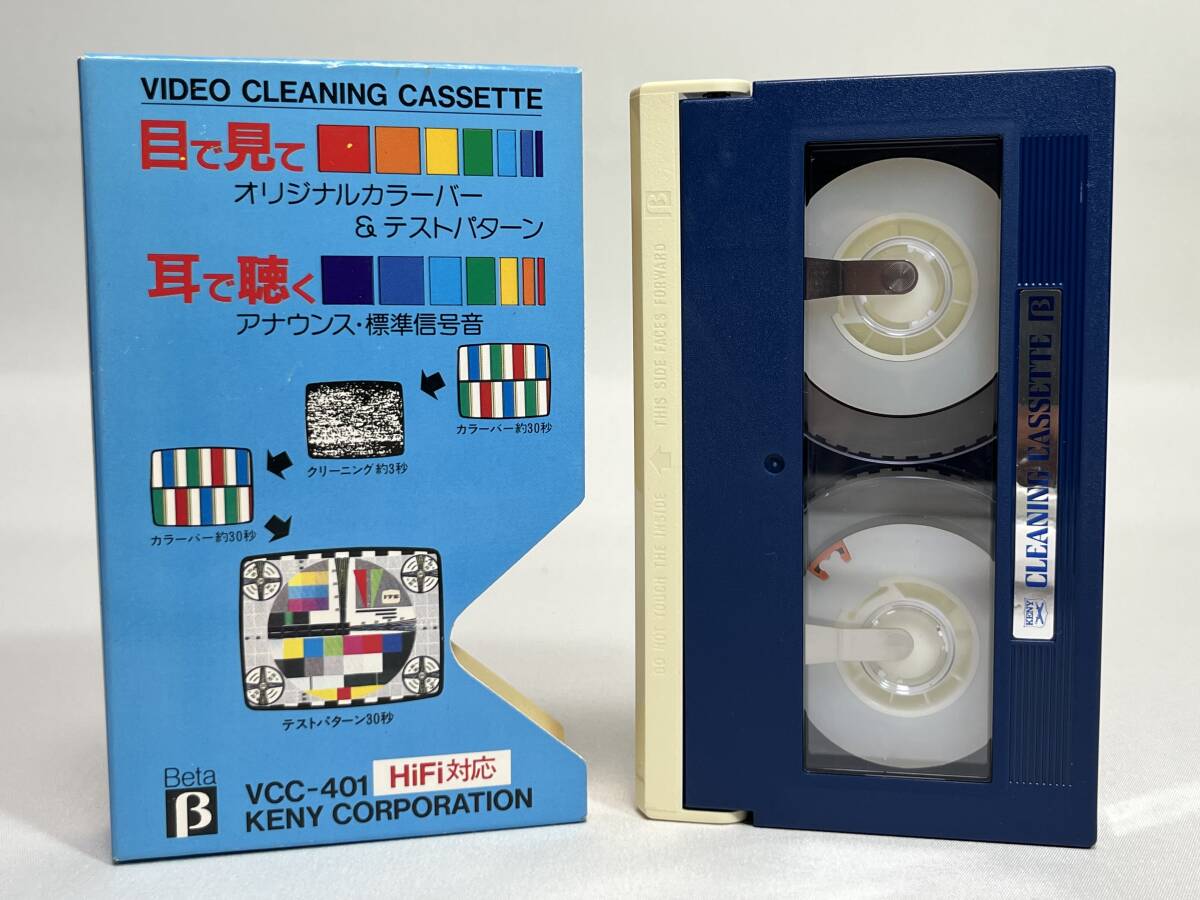 VIDEO CLEANING CASSETTE
目で見て
オリジナルカラーバー
&テストパターン
耳で聴く
アナウンス・標準信号音
カラーバー約30秒
クリーニング約3秒
カラーバー約30秒
テストパターン30秒
Beta
β
VCC-401 HiFi対応
KENY CORPORATION
β
THIS SIDE FACES FORWARD
DO NOT TOUCH THE INSIDE
KENY CLEANING CASSETTE β